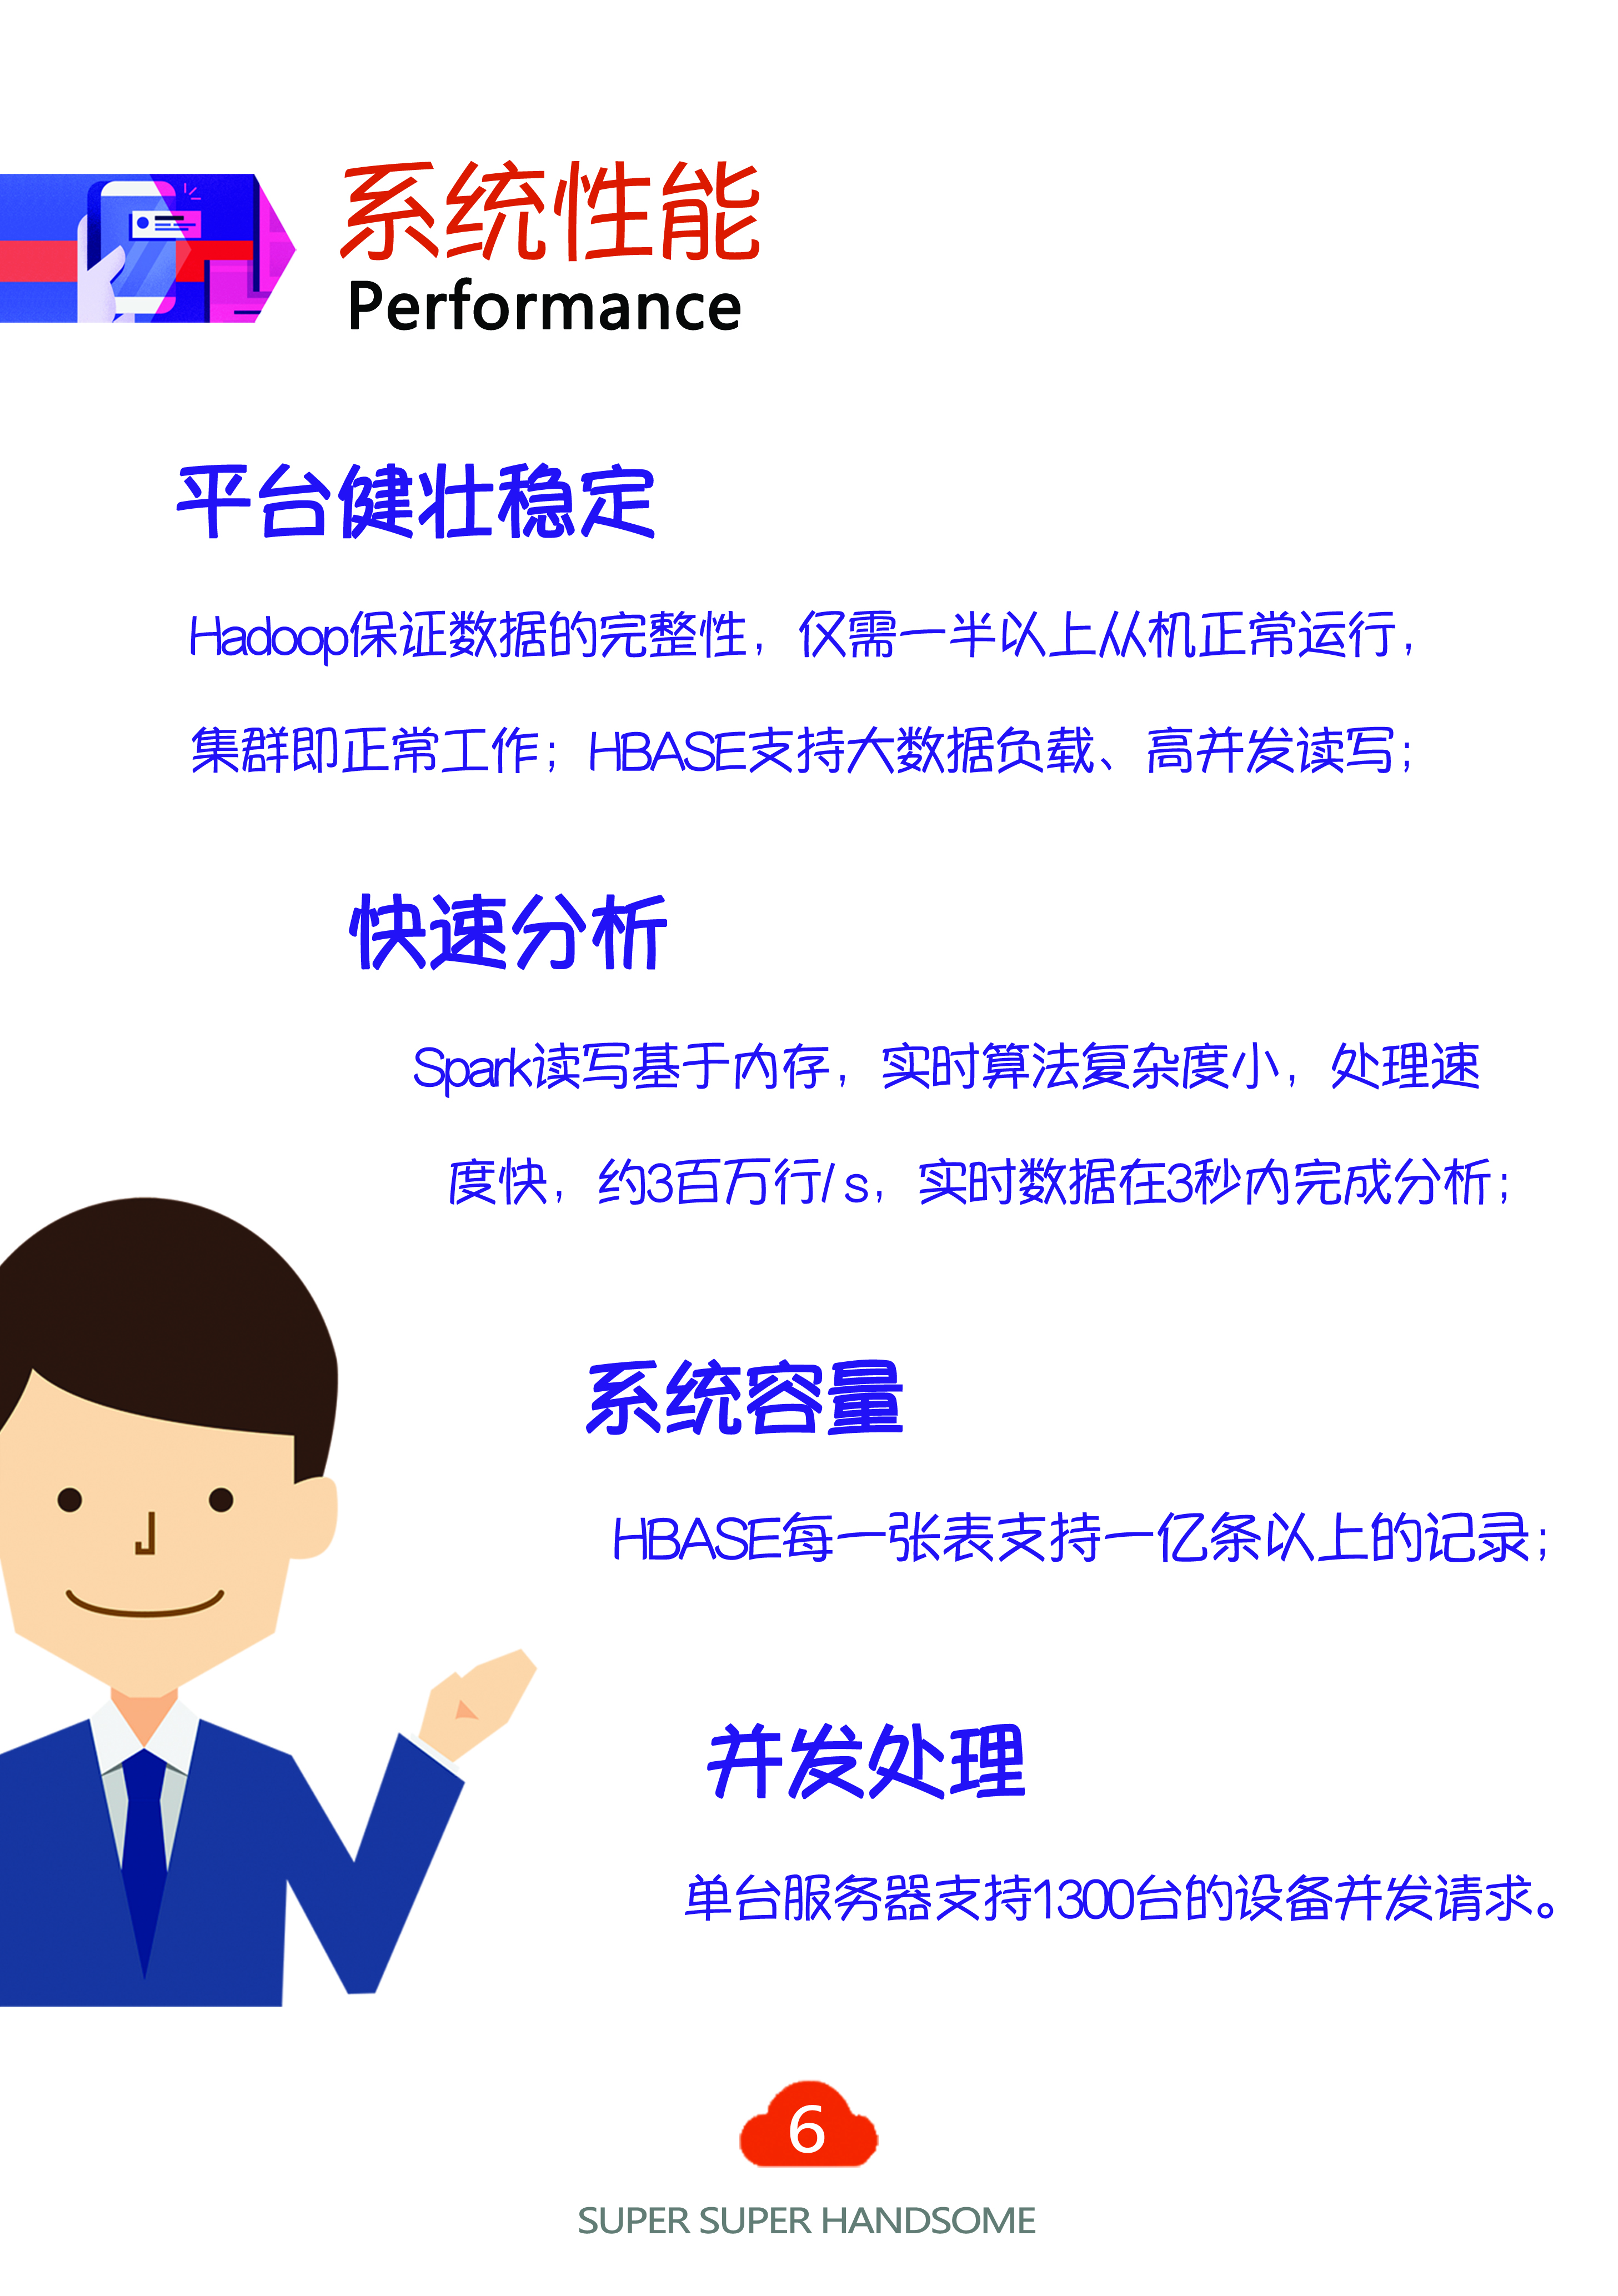 系统性能
Performance
平台健壮稳定
Hadoop保证数据的完整性，仅需一半以上从机正常运行，
集群即正常工作；HBASE支持大数据负载、高并发读写；
快速分析
Spark读写基于内存，实时算法复杂度小，处理速
度快，约3百万行/s，实时数据在3秒内完成分析；
系统容量
HBASE每一张表支持一亿条以上的记录；
并发处理
单台服务器支持1300台的设备并发请求。
6
SUPER SUPER HANDSOME